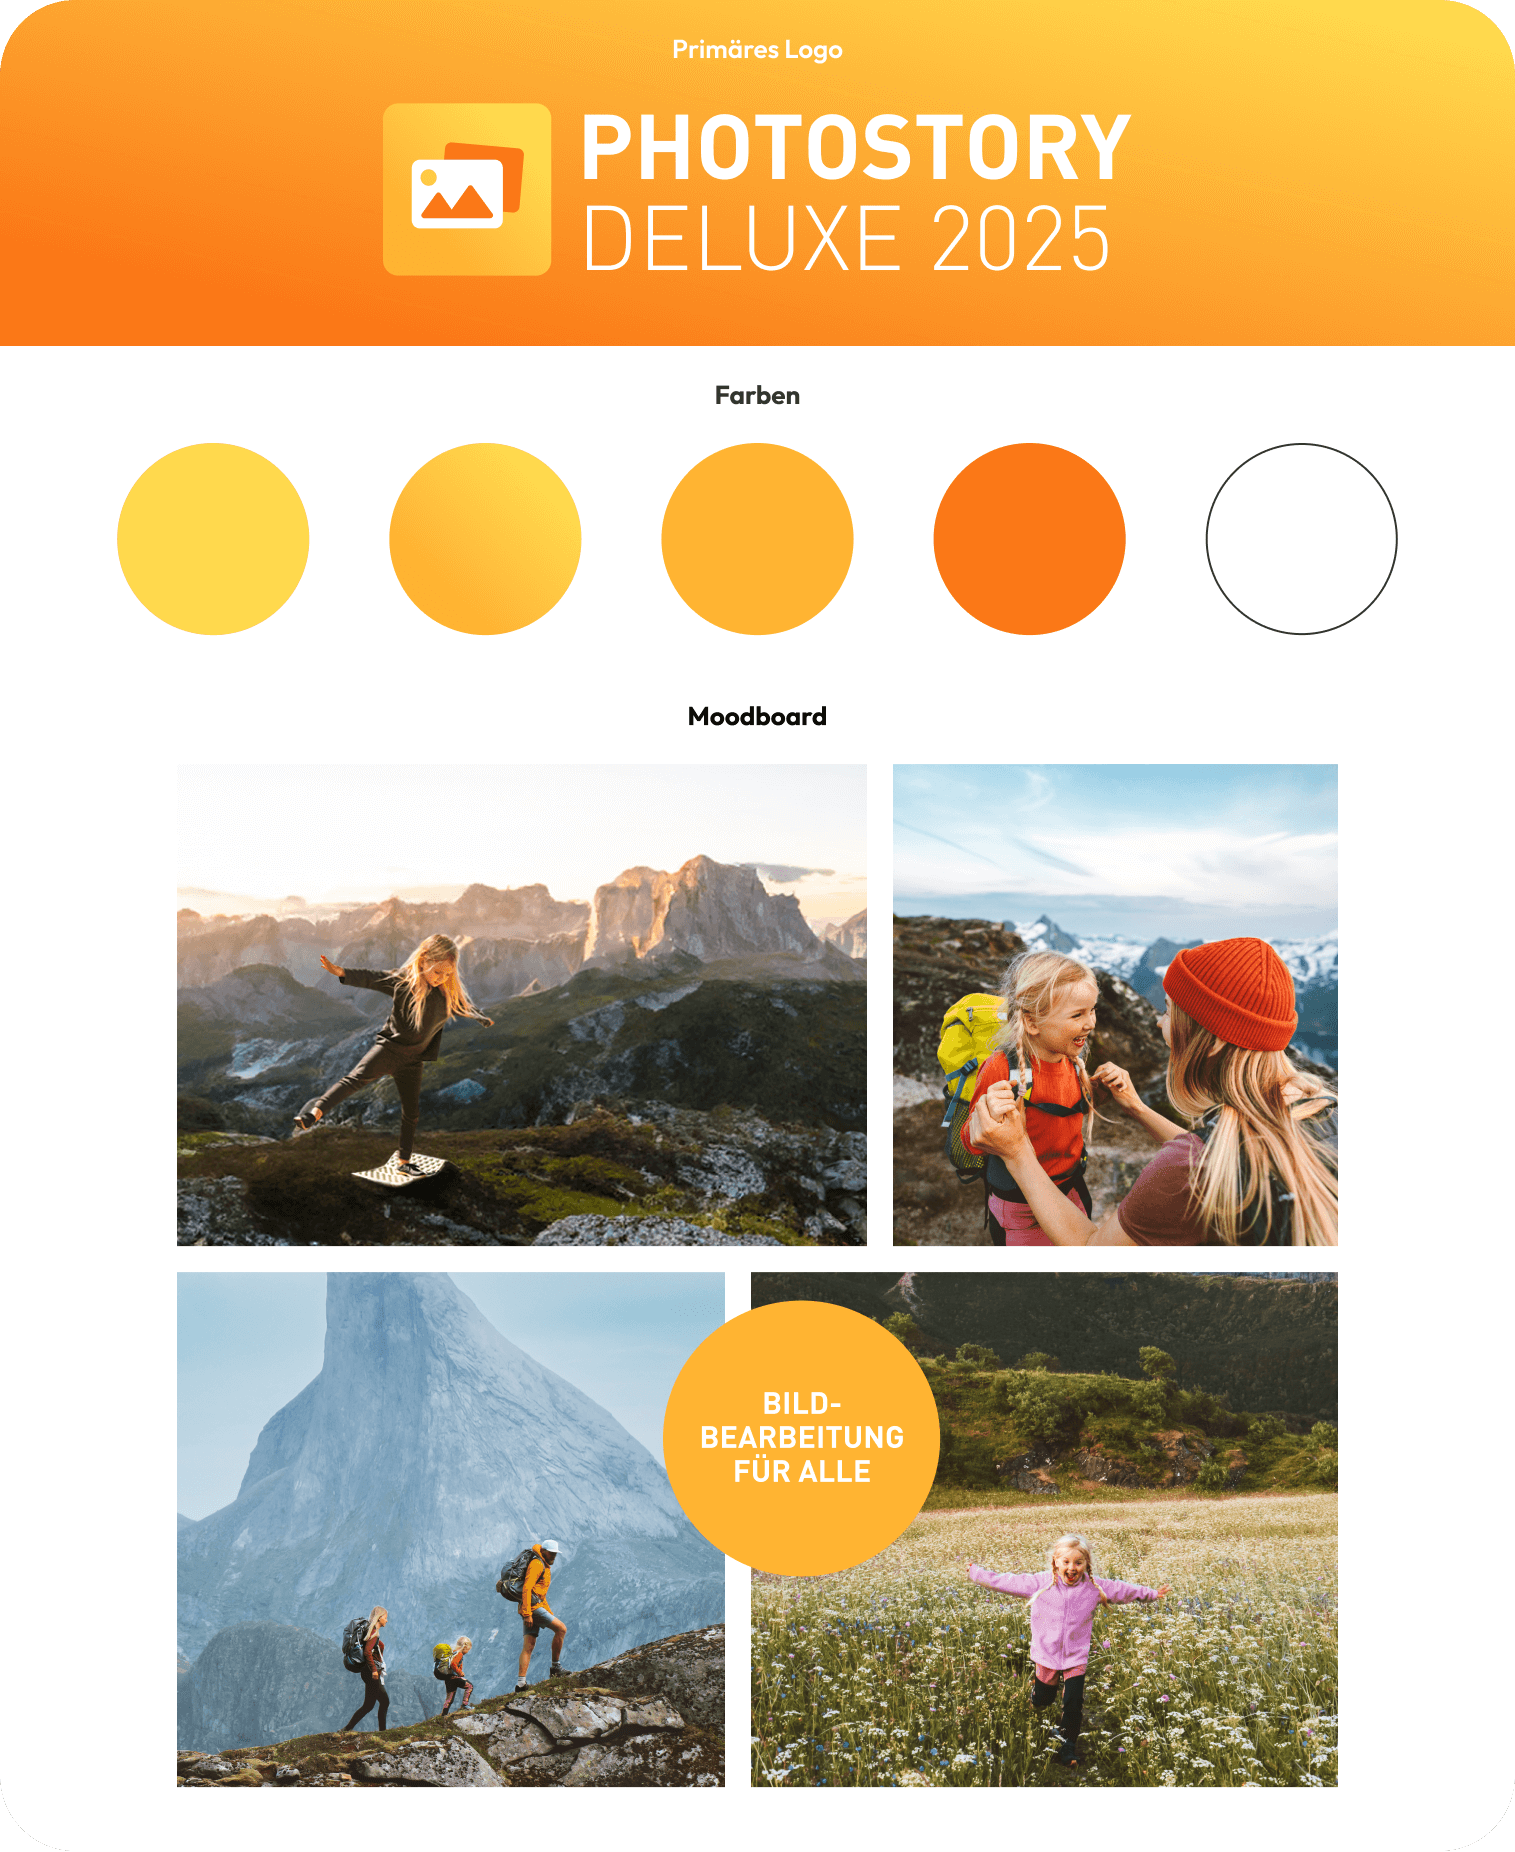 Primäres Logo
PHOTOSTORY
DELUXE 2025
Farben
Moodboard
BILD-
BEARBEITUNG
FÜR ALLE